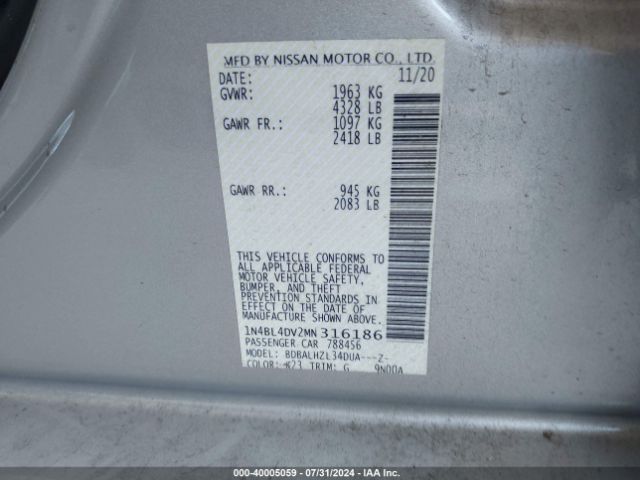 MFD BY NISSAN MOTOR CO., LTD.
DATE: 11/20
GVWR: 1963 KG
4328 LB
GAWR FR.: 1097 KG
2418 LB
GAWR RR.: 945 KG
2083 LB
THIS VEHICLE CONFORMS TO
ALL APPLICABLE FEDERAL
MOTOR VEHICLE SAFETY,
BUMPER, AND THEFT
PREVENTION STANDARDS IN
EFFECT ON THE DATE OF
MANUFACTURE SHOWN ABOVE.
1N4BL4DV2MN316186
PASSENGER CAR 788456
MODEL: BDBALHZL34DUA---Z-
COLOR: K23 TRIM: G 9N00A
000-40005059 - 07/31/2024 - IAA Inc.